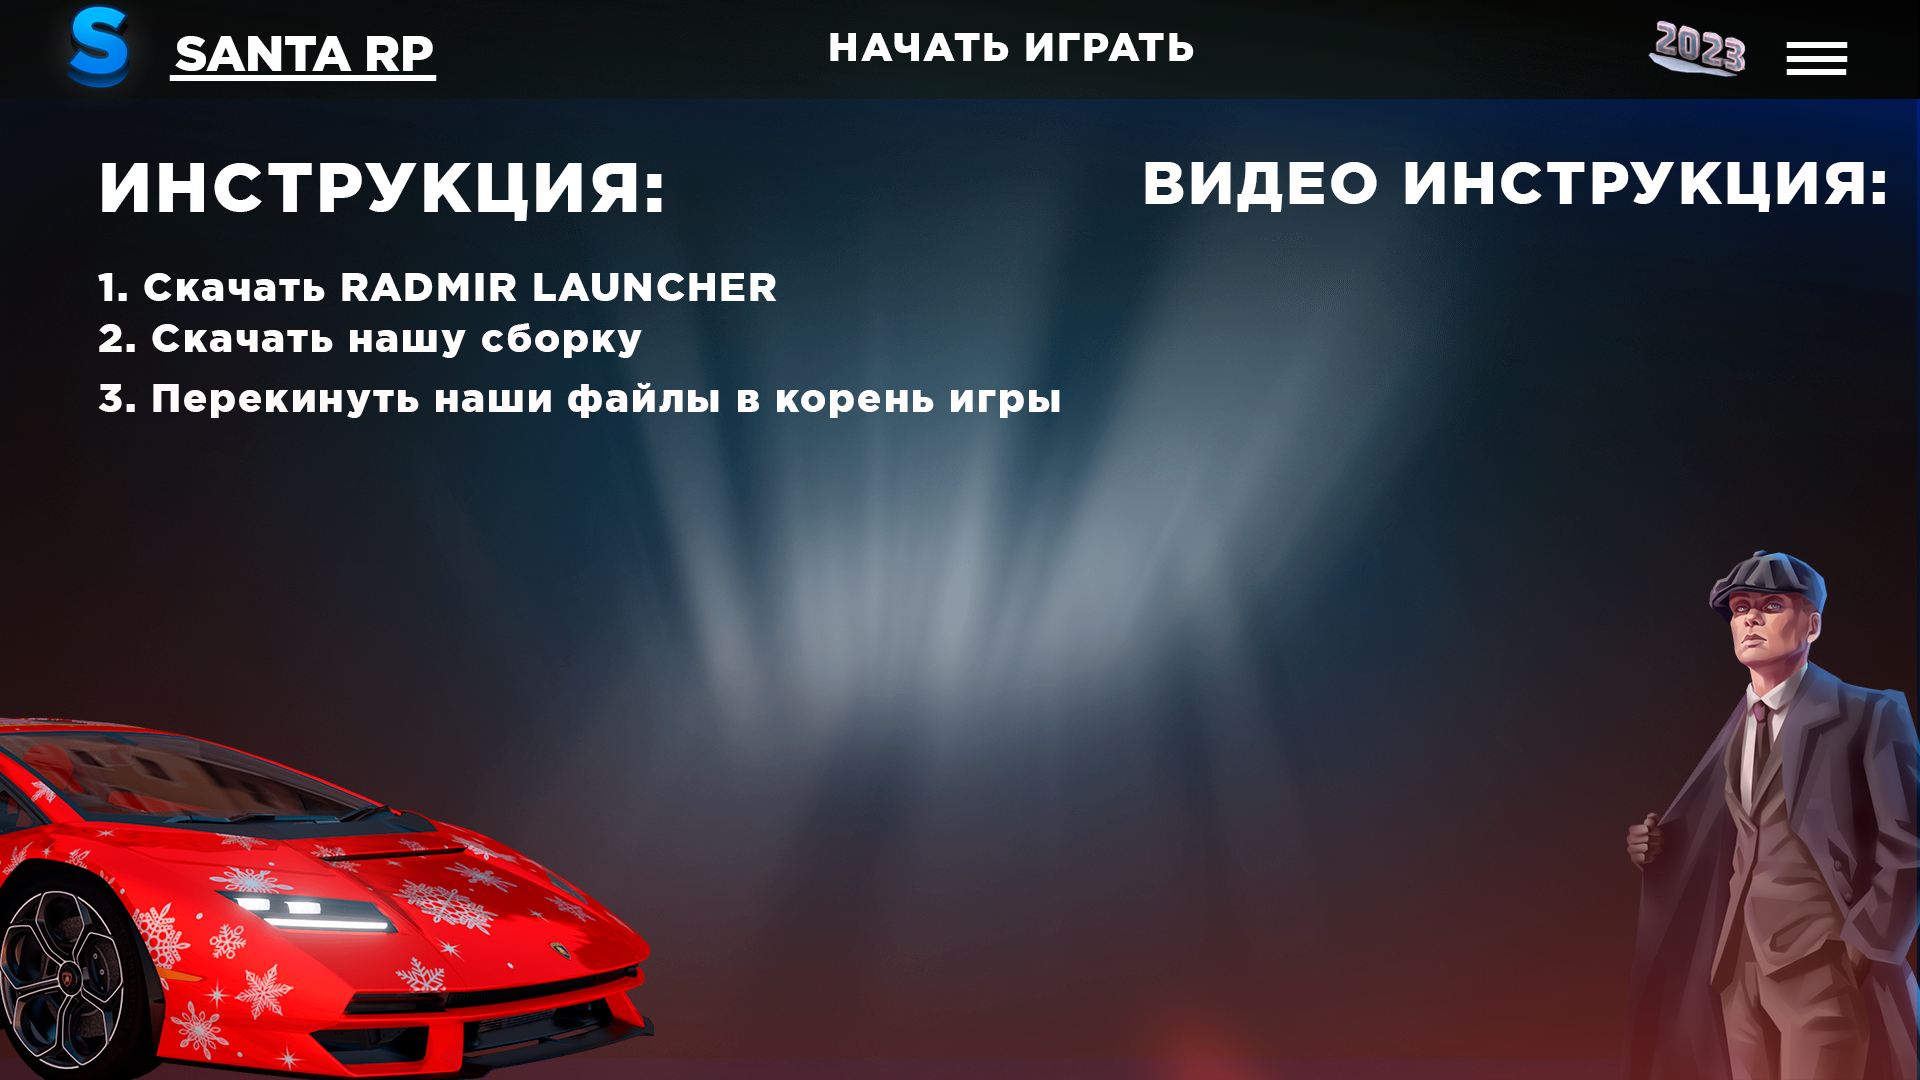 S
SANTA RP
НАЧАТЬ ИГРАТЬ
2023
ИНСТРУКЦИЯ:
ВИДЕО ИНСТРУКЦИЯ:
1. Скачать RADMIR LAUNCHER
2. Скачать нашу сборку
3. Перекинуть наши файлы в корень игры